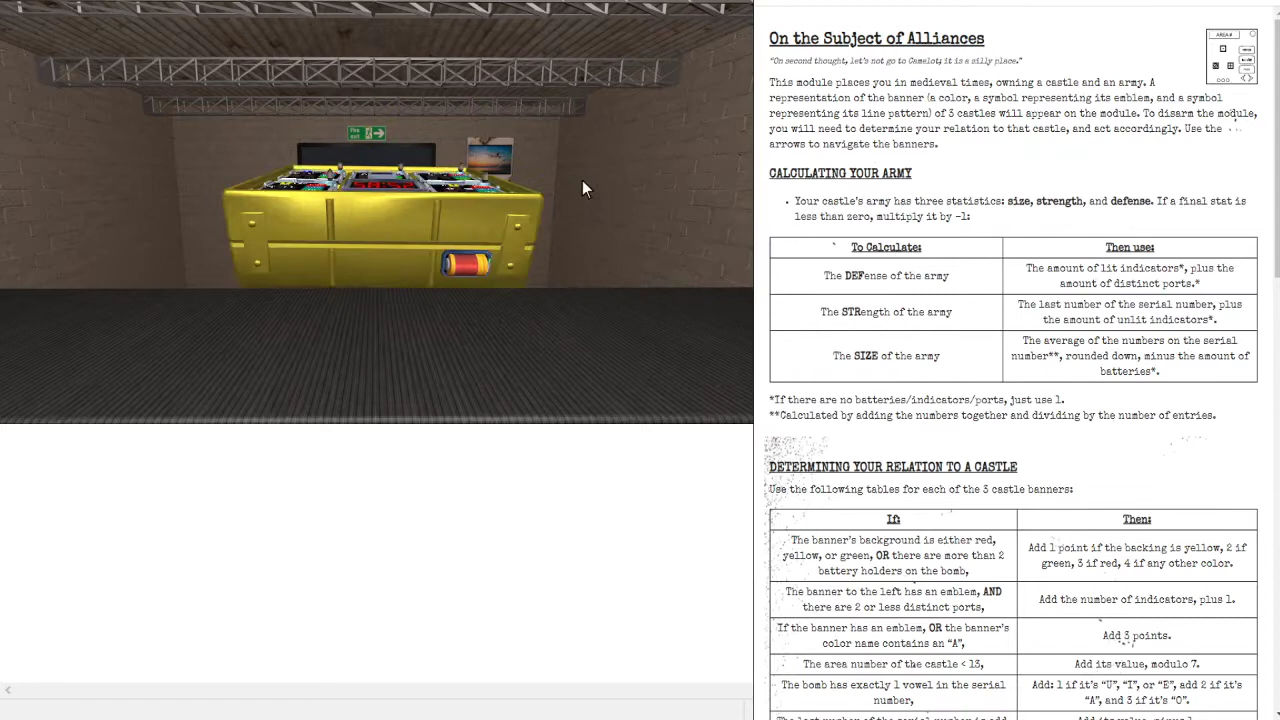 Fire exit
On the Subject of Alliances
"On second thought, let's not go to Camelot; it is a silly place."
AREA#
This module places you in medieval times, owning a castle and an army. A
representation of the banner (a color, a symbol representing its emblem, and a symbol
representing its line pattern) of 3 castles will appear on the module. To disarm the module,
you will need to determine your relation to that castle, and act accordingly. Use the
arrows to navigate the banners.
CALCULATING YOUR ARMY
• Your castle's army has three statistics: size, strength, and defense. If a final stat is
less than zero, multiply it by -1:
To Calculate:
Then use:
The DEFense of the army
The amount of lit indicators*, plus the
amount of distinct ports.*
The STRength of the army
The last number of the serial number, plus
the amount of unlit indicators*.
The SIZE of the army
The average of the numbers on the serial
number**, rounded down, minus the amount of
batteries*.
*If there are no batteries/indicators/ports, just use 1.
**Calculated by adding the numbers together and dividing by the number of entries.
DETERMINING YOUR RELATION TO A CASTLE
Use the following tables for each of the 3 castle banners:
If:
Then:
The banner's background is either red,
yellow, or green, OR there are more than 2
battery holders on the bomb,
Add 1 point if the backing is yellow, 2 if
green, 3 if red, 4 if any other color.
The banner to the left has an emblem, AND
there are 2 or less distinct ports,
Add the number of indicators, plus 1.
If the banner has an emblem, OR the banner's
color name contains an "A",
Add 3 points.
The area number of the castle < 13,
Add its value, modulo 7.
The bomb has exactly 1 vowel in the serial
number,
Add: 1 if it's "U", "I", or "E", add 2 if it's
"A", and 3 if it's "O".